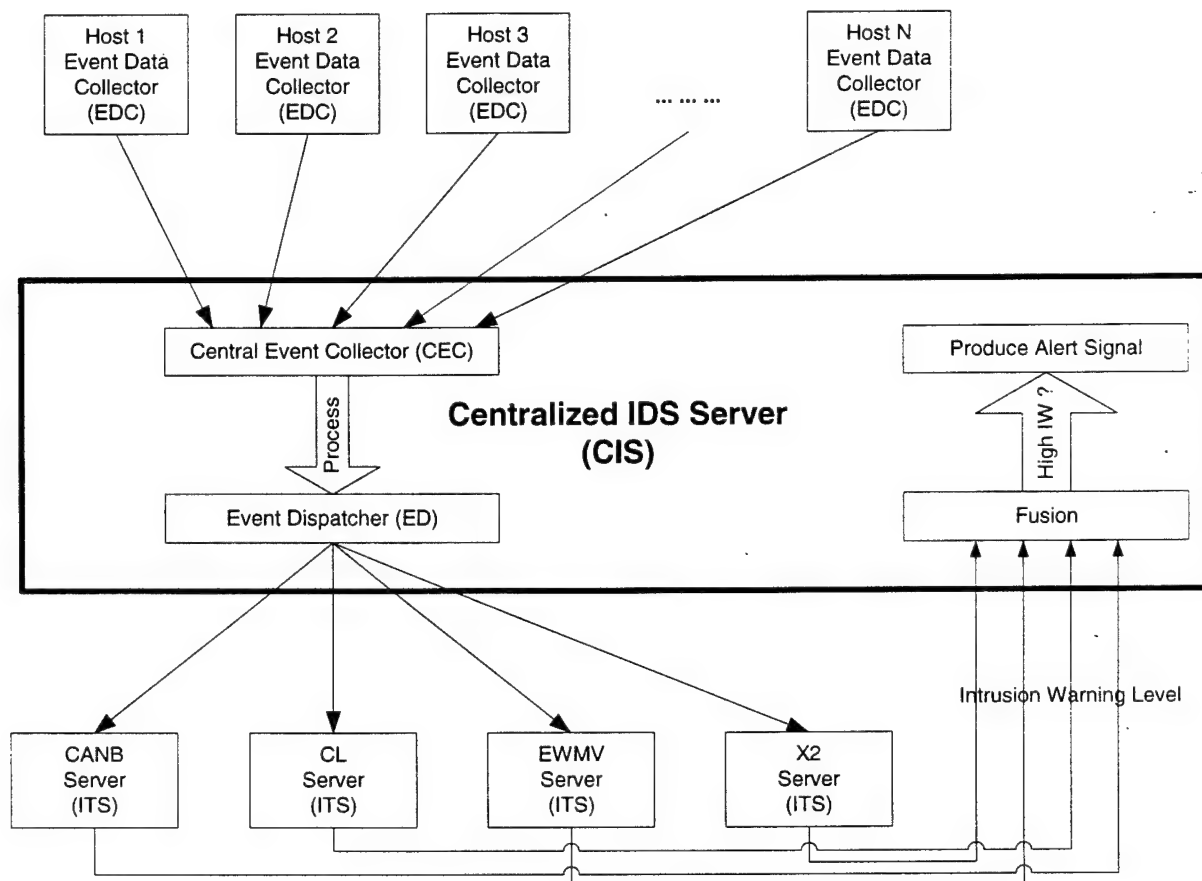 Host 1
Event Data
Collector
(EDC)
Host 2
Event Data
Collector
(EDC)
Host 3
Event Data
Collector
(EDC)
... ... ...
Host N
Event Data
Collector
(EDC)
Central Event Collector (CEC)
Process
Event Dispatcher (ED)
Centralized IDS Server
(CIS)
Produce Alert Signal
High IW ?
Fusion
Intrusion Warning Level
CANB
Server
(ITS)
CL
Server
(ITS)
EWMV
Server
(ITS)
X2
Server
(ITS)